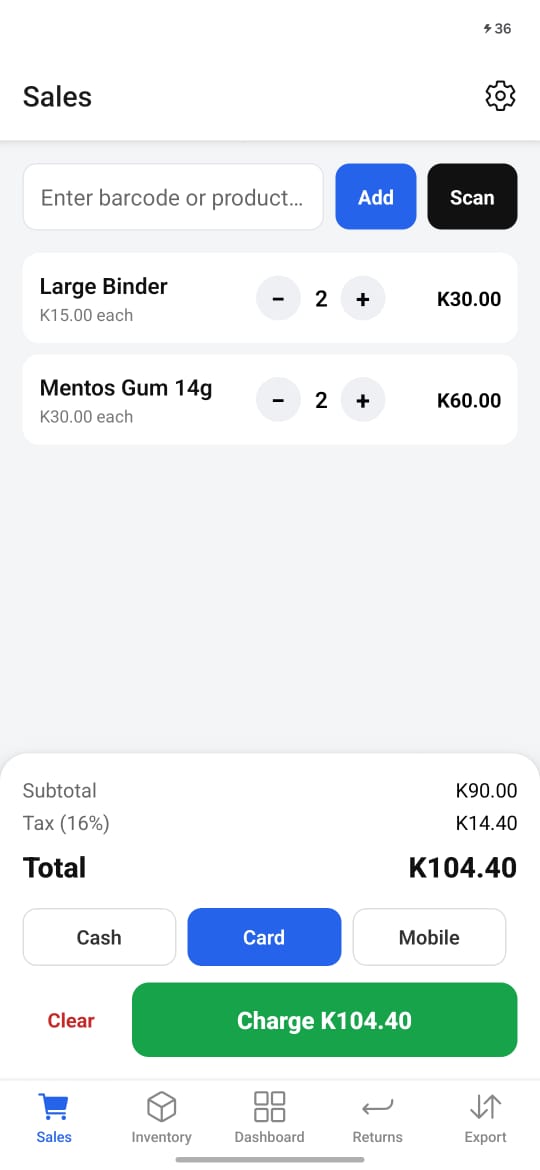 36
Sales
Enter barcode or product...
Add
Scan
Large Binder
K15.00 each
− 2 +
K30.00
Mentos Gum 14g
K30.00 each
− 2 +
K60.00
Subtotal K90.00
Tax (16%) K14.40
Total K104.40
Cash
Card
Mobile
Clear
Charge K104.40
Sales
Inventory
Dashboard
Returns
Export